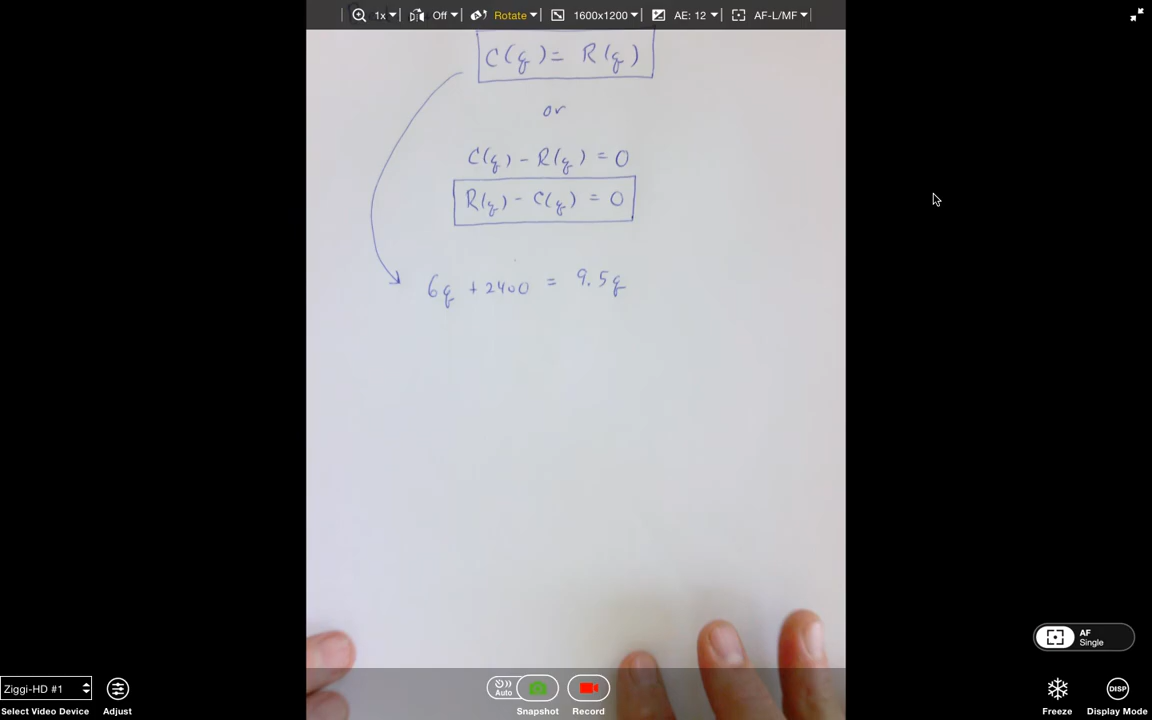 1x Off Rotate 1600x1200 AE: 12 AF-L/MF
C(q) = R(q)
or
C(q) - R(q) = 0
R(q) - C(q) = 0
6q + 2400 = 9.5q
AF
Single
Ziggi-HD #1
Auto
DISP
Select Video Device Adjust Snapshot Record Freeze Display Mode